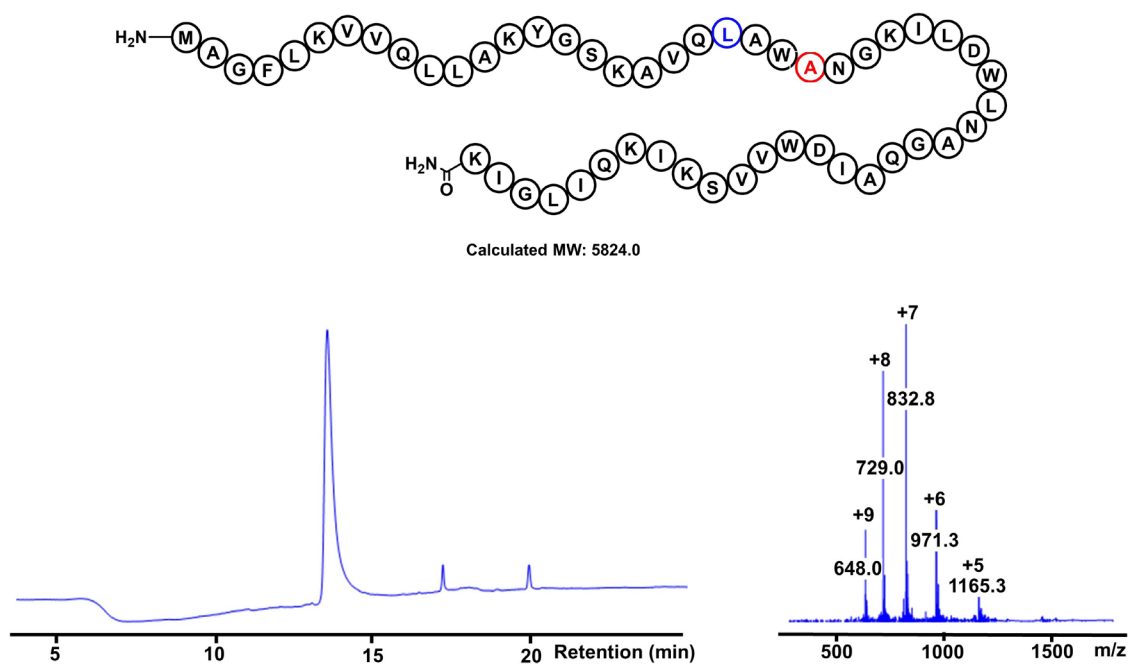 H₂N M A G F L K V V Q L L A K Y G S K A V Q L A W A N G K I L D W
H₂N K I G L I Q K I K S V V W D I A Q G A N L
O
Calculated MW: 5824.0
+7
+8
832.8
729.0
+9
+6
971.3
648.0
+5
1165.3
5 10 15 20 Retention (min)
500 1000 1500 m/z